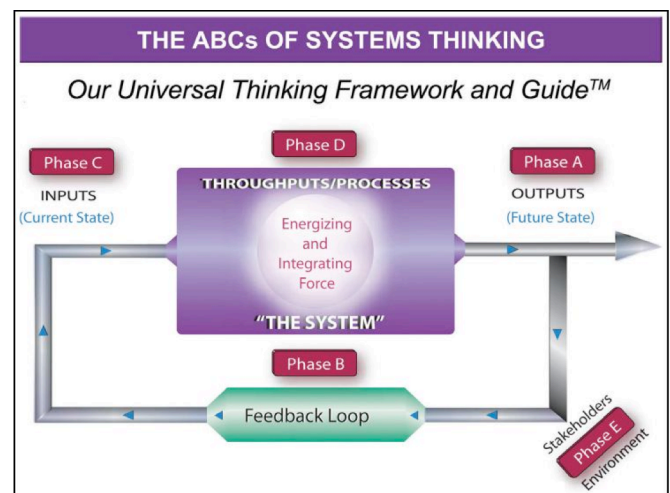 THE ABCs OF SYSTEMS THINKING
Our Universal Thinking Framework and Guide™
Phase C
INPUTS
(Current State)
Phase D
THROUGHPUTS/PROCESSES
Energizing
and
Integrating
Force
"THE SYSTEM"
Phase A
OUTPUTS
(Future State)
Phase B
Feedback Loop
Stakeholders
Phase E
Environment